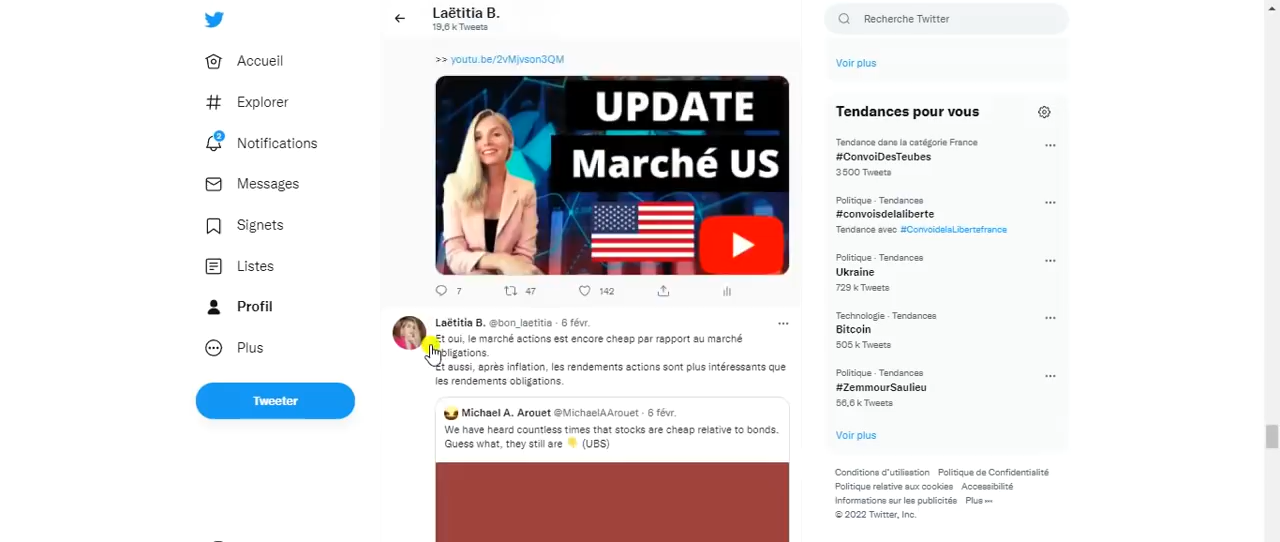 Laëtitia B.
19,6 k Tweets
Recherche Twitter
Accueil
Explorer
2
Notifications
Messages
Signets
Listes
Profil
Plus
Tweeter
>> youtu.be/2vMjvson3QM
UPDATE
Marché US
7
47
142
Laëtitia B. @bon_laetitia · 6 févr.
Et oui, le marché actions est encore cheap par rapport au marché
obligations.
Et aussi, après inflation, les rendements actions sont plus intéressants que
les rendements obligations.
Michael A. Arouet @MichaelAArouet · 6 févr.
We have heard countless times that stocks are cheap relative to bonds.
Guess what, they still are 👇 (UBS)
Voir plus
Tendances pour vous
Tendance dans la catégorie France
#ConvoiDesTeubes
3 500 Tweets
Politique · Tendances
#convoisdelaliberte
Tendance avec #ConvoidelaLibertefrance
Politique · Tendances
Ukraine
729 k Tweets
Technologie · Tendances
Bitcoin
505 k Tweets
Politique · Tendances
#ZemmourSaulieu
56,6 k Tweets
Voir plus
Conditions d'utilisation Politique de Confidentialité
Politique relative aux cookies Accessibilité
Informations sur les publicités Plus ···
© 2022 Twitter, Inc.